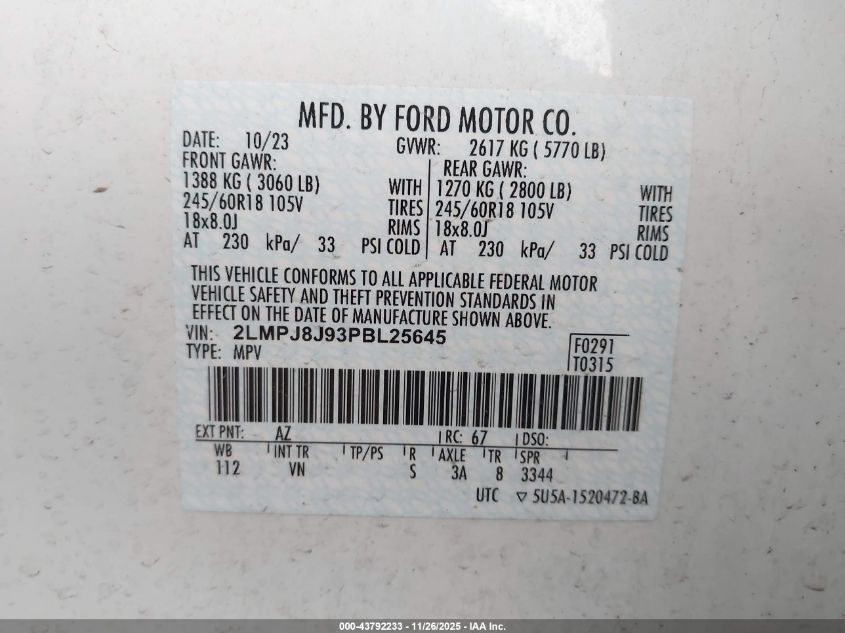 MFD. BY FORD MOTOR CO.
DATE: 10/23 GVWR: 2617 KG ( 5770 LB)
FRONT GAWR: REAR GAWR:
1388 KG ( 3060 LB) WITH 1270 KG ( 2800 LB) WITH
245/60R18 105V TIRES 245/60R18 105V TIRES
18x8.0J RIMS 18x8.0J RIMS
AT 230 kPa/ 33 PSI COLD AT 230 kPa/ 33 PSI COLD
THIS VEHICLE CONFORMS TO ALL APPLICABLE FEDERAL MOTOR
VEHICLE SAFETY AND THEFT PREVENTION STANDARDS IN
EFFECT ON THE DATE OF MANUFACTURE SHOWN ABOVE.
VIN: 2LMPJ8J93PBL25645
TYPE: MPV
F0291
T0315
EXT PNT: AZ RC: 67 DSO:
WB INT TR TP/PS R AXLE TR SPR
112 VN S 3A 8 3344
UTC ▽ 5U5A-1520472-BA
000-43792233 - 11/26/2025 - IAA Inc.